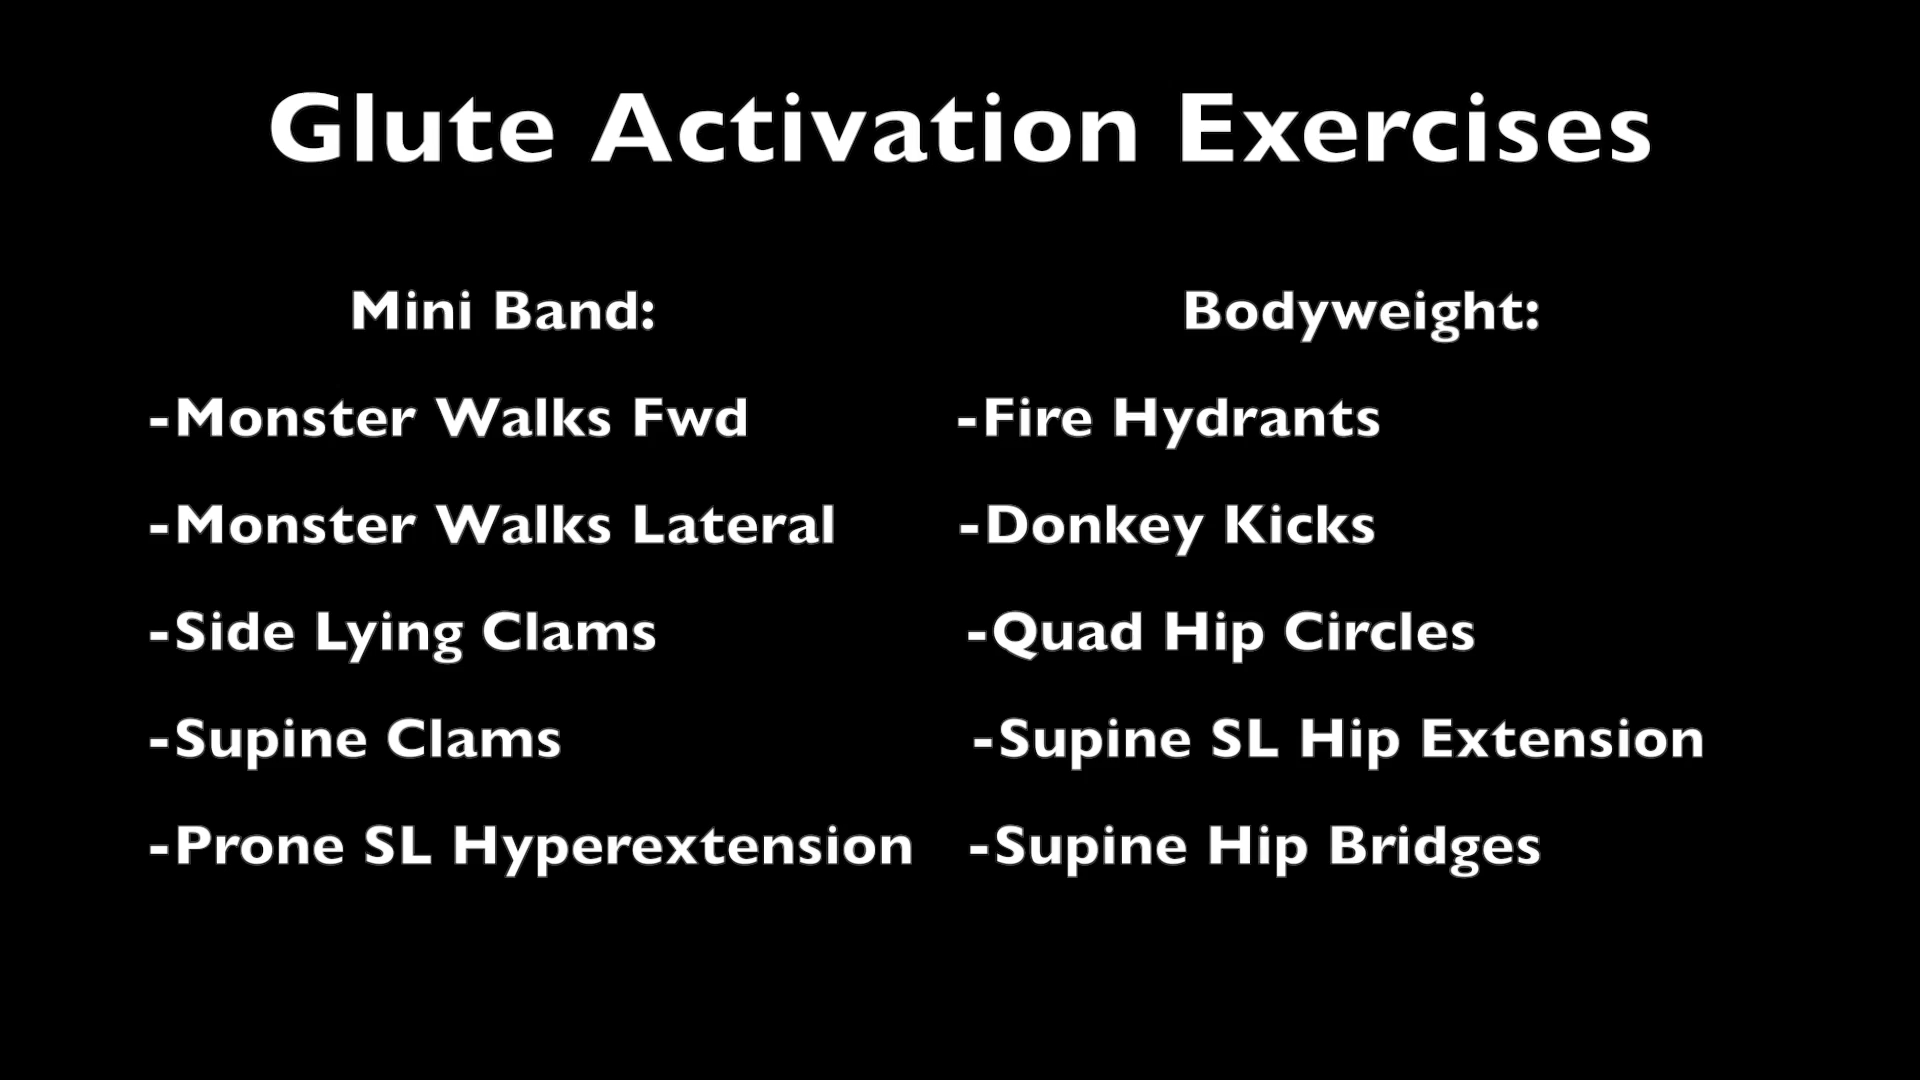 Glute Activation Exercises
Mini Band:
-Monster Walks Fwd
-Monster Walks Lateral
-Side Lying Clams
-Supine Clams
-Prone SL Hyperextension
Bodyweight:
-Fire Hydrants
-Donkey Kicks
-Quad Hip Circles
-Supine SL Hip Extension
-Supine Hip Bridges